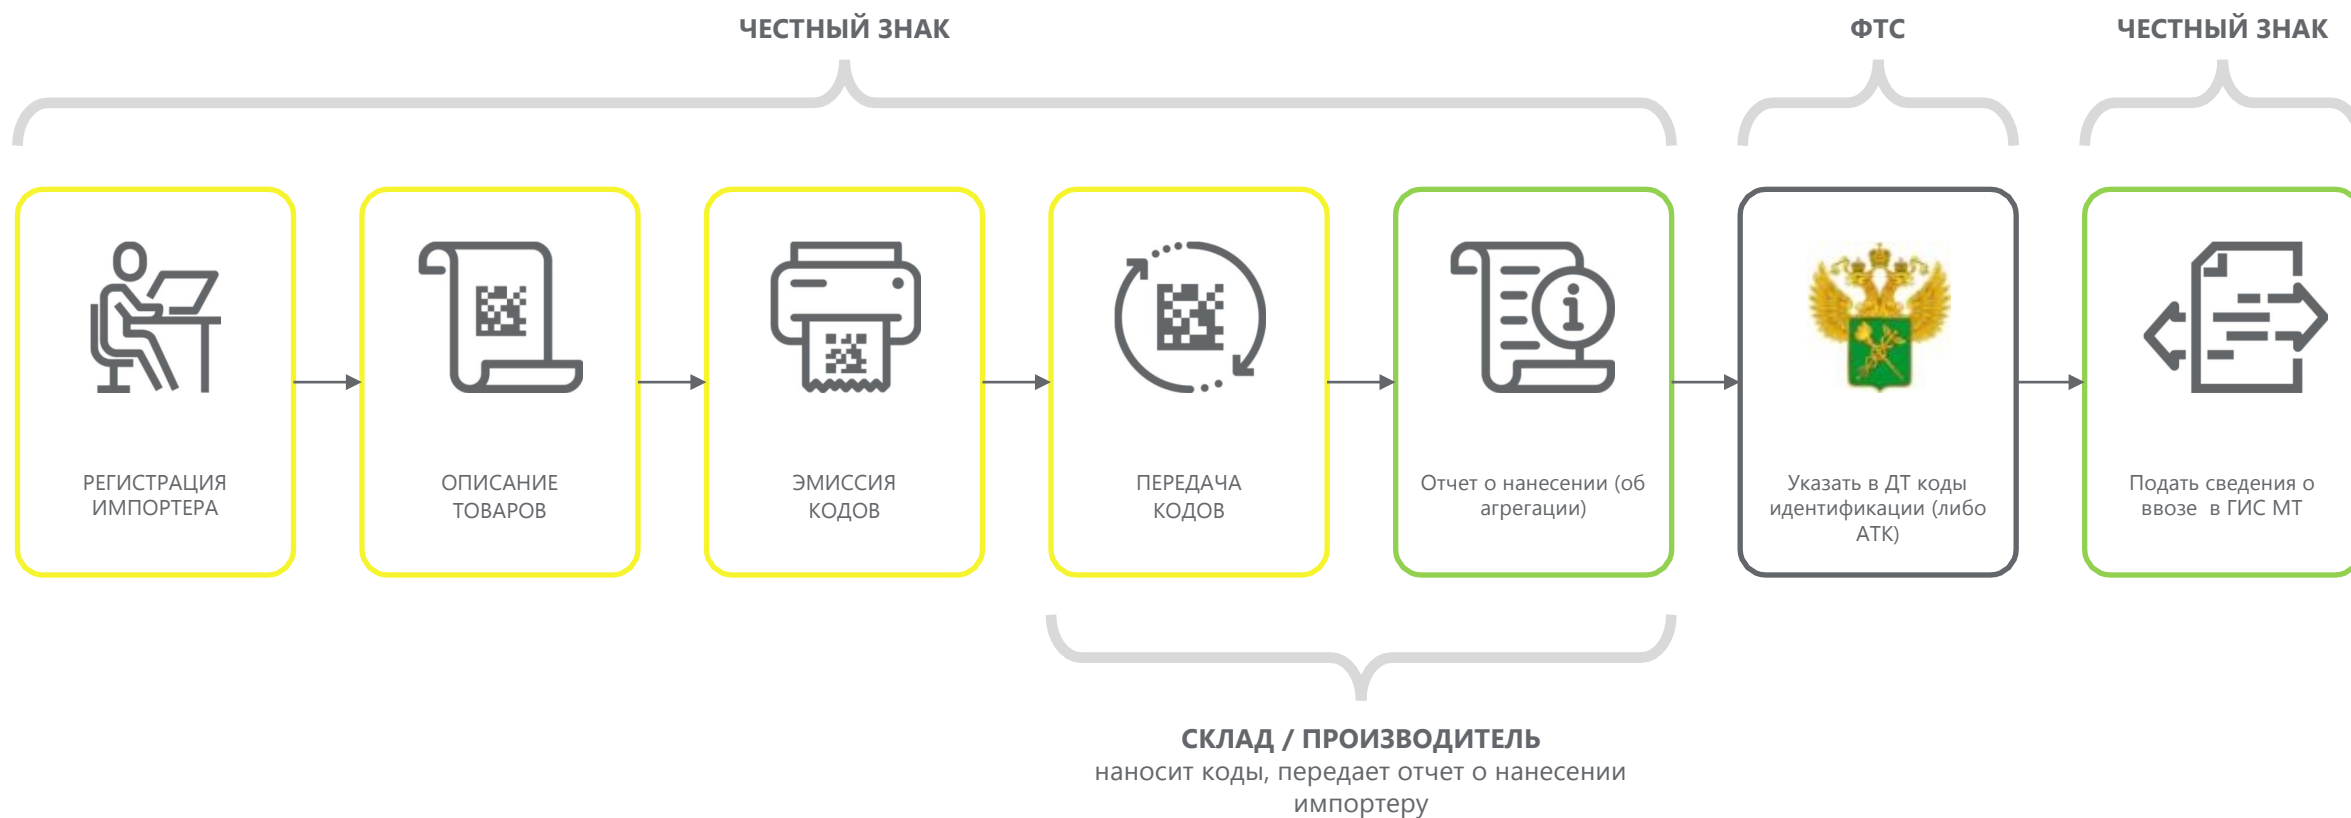 ЧЕСТНЫЙ ЗНАК
ФТС
ЧЕСТНЫЙ ЗНАК
РЕГИСТРАЦИЯ
ИМПОРТЕРА
ОПИСАНИЕ
ТОВАРОВ
ЭМИССИЯ
КОДОВ
ПЕРЕДАЧА
КОДОВ
Отчет о нанесении (об
агрегации)
Указать в ДТ коды
идентификации (либо
АТК)
Подать сведения о
ввозе в ГИС МТ
СКЛАД / ПРОИЗВОДИТЕЛЬ
наносит коды, передает отчет о нанесении
импортеру